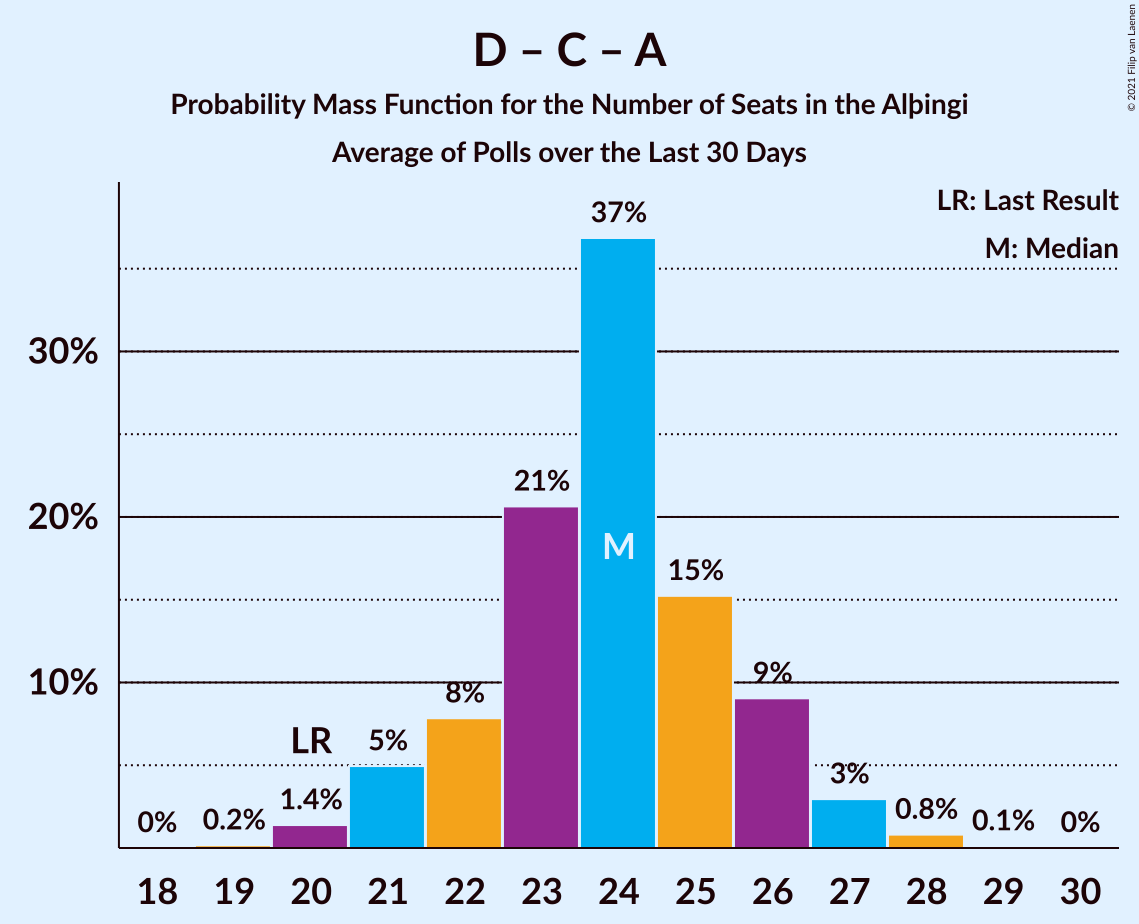 D – C – A
Probability Mass Function for the Number of Seats in the Alþingi
Average of Polls over the Last 30 Days
© 2021 Filip van Laenen
LR: Last Result
M: Median
37%
30%
21%
20%
M
15%
10%
9%
8%
LR
5%
3%
1.4%
0.8%
0% 0.2% 0.1% 0%
18 19 20 21 22 23 24 25 26 27 28 29 30